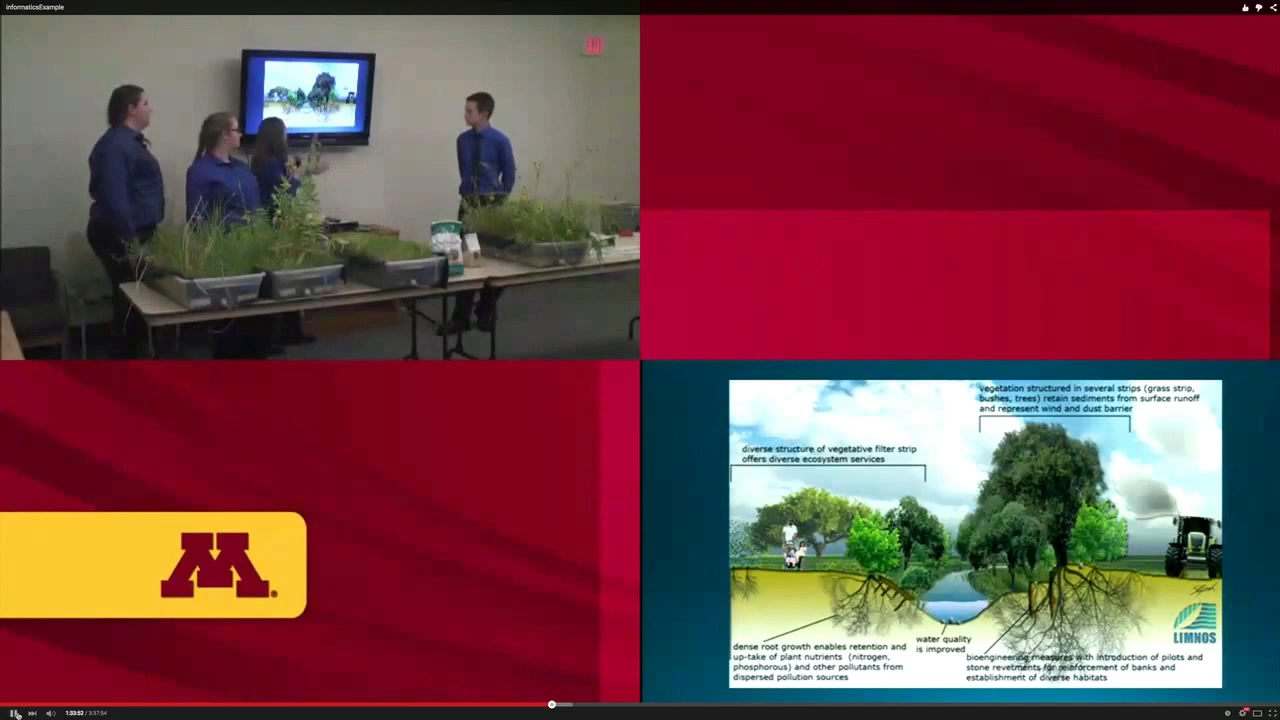 informaticsExample
vegetation structured in several strips (grass strip,
bushes, trees) retain sediments from surface runoff
and represent wind and dust barrier
diverse structure of vegetative filter strip
offers diverse ecosystem services
M
LIMNOS
water quality
is improved
dense root growth enables retention and
up-take of plant nutrients (nitrogen,
phosphorous) and other pollutants from
dispersed pollution sources
bioengineering measures with introduction of pilots and
stone revetments for reinforcement of banks and
establishment of diverse habitats
1:33:52 / 3:37:54